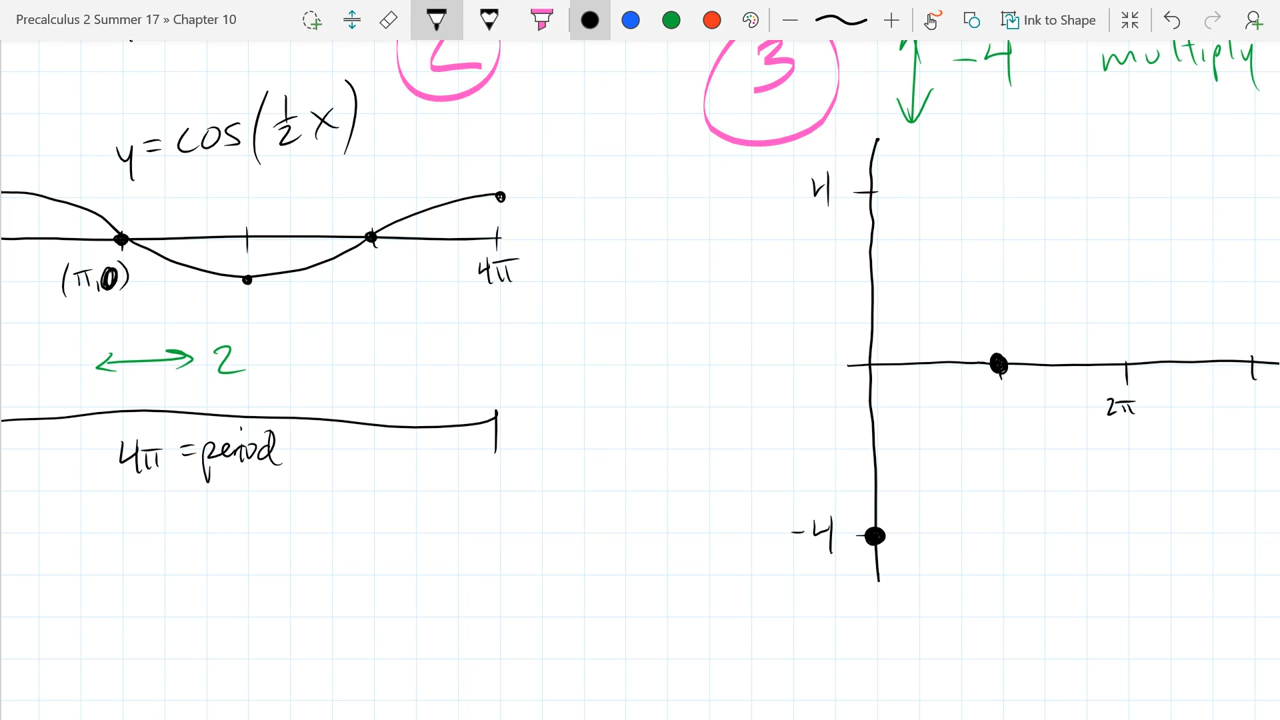 Precalculus 2 Summer 17 » Chapter 10
Ink to Shape
2
3
-4
multiply
y = cos(1/2 x)
(π,0)
4π
2
4π = period
4
2π
-4